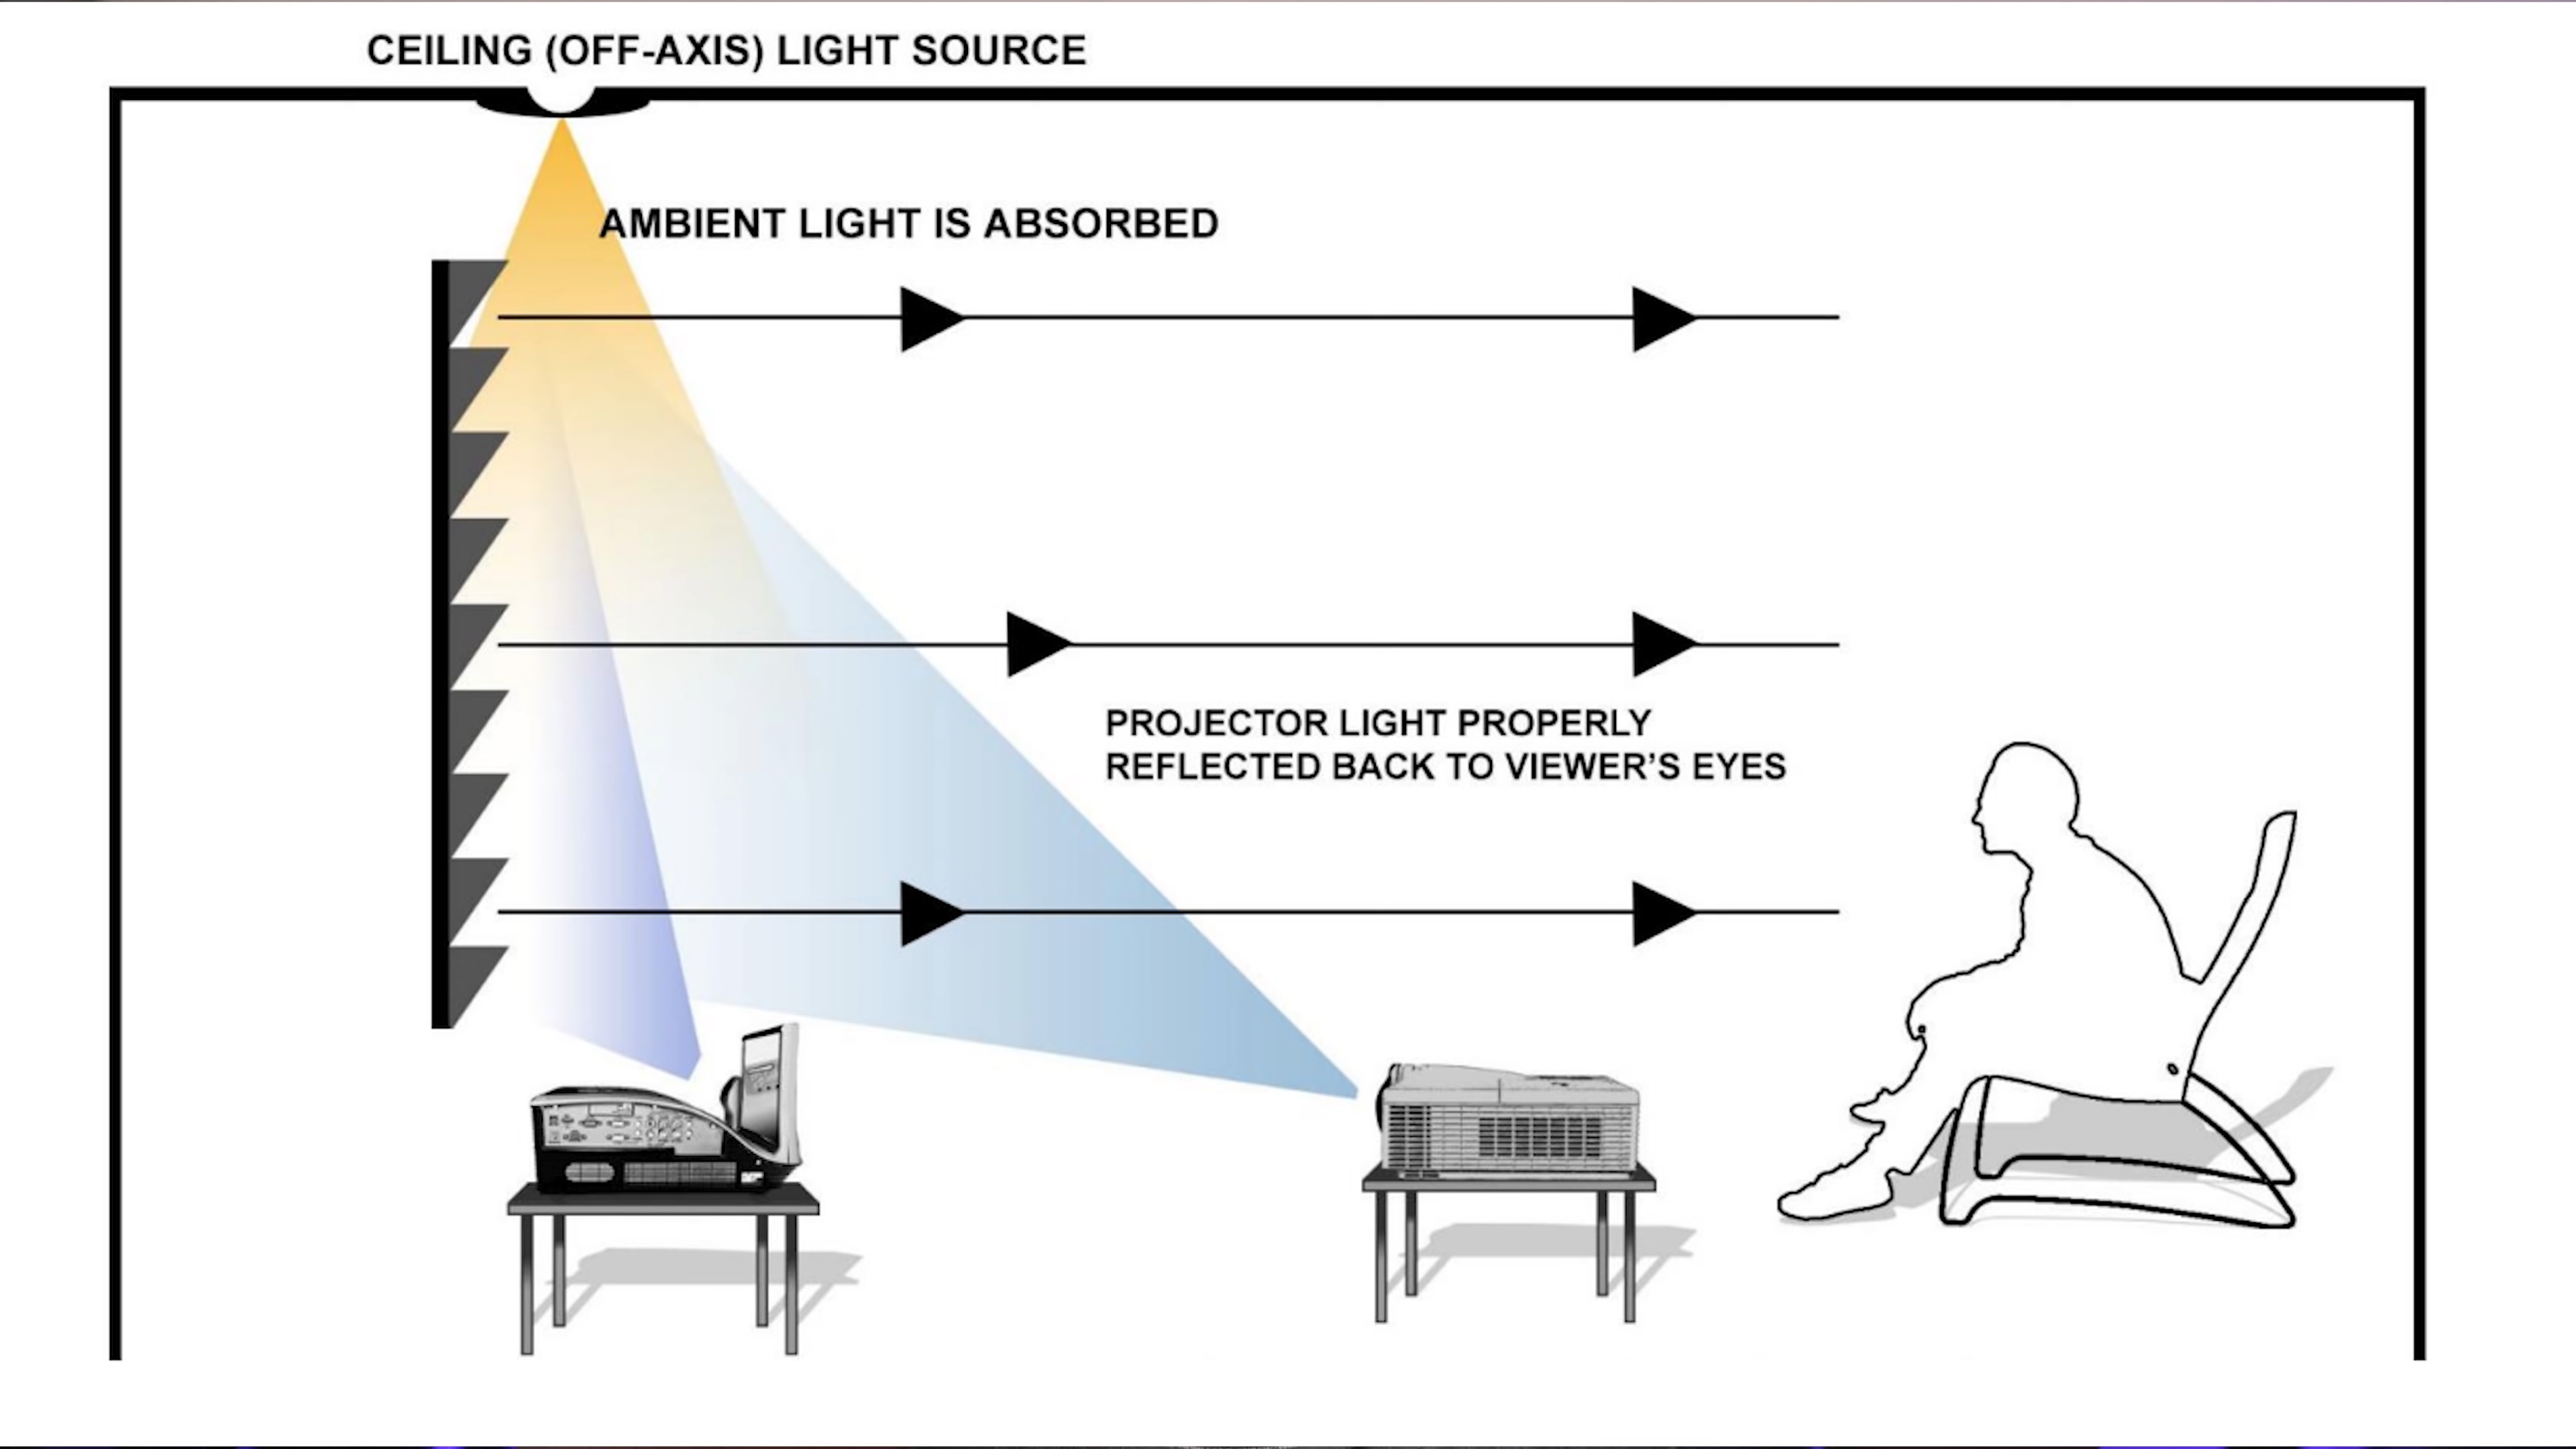 CEILING (OFF-AXIS) LIGHT SOURCE
AMBIENT LIGHT IS ABSORBED
PROJECTOR LIGHT PROPERLY
REFLECTED BACK TO VIEWER’S EYES